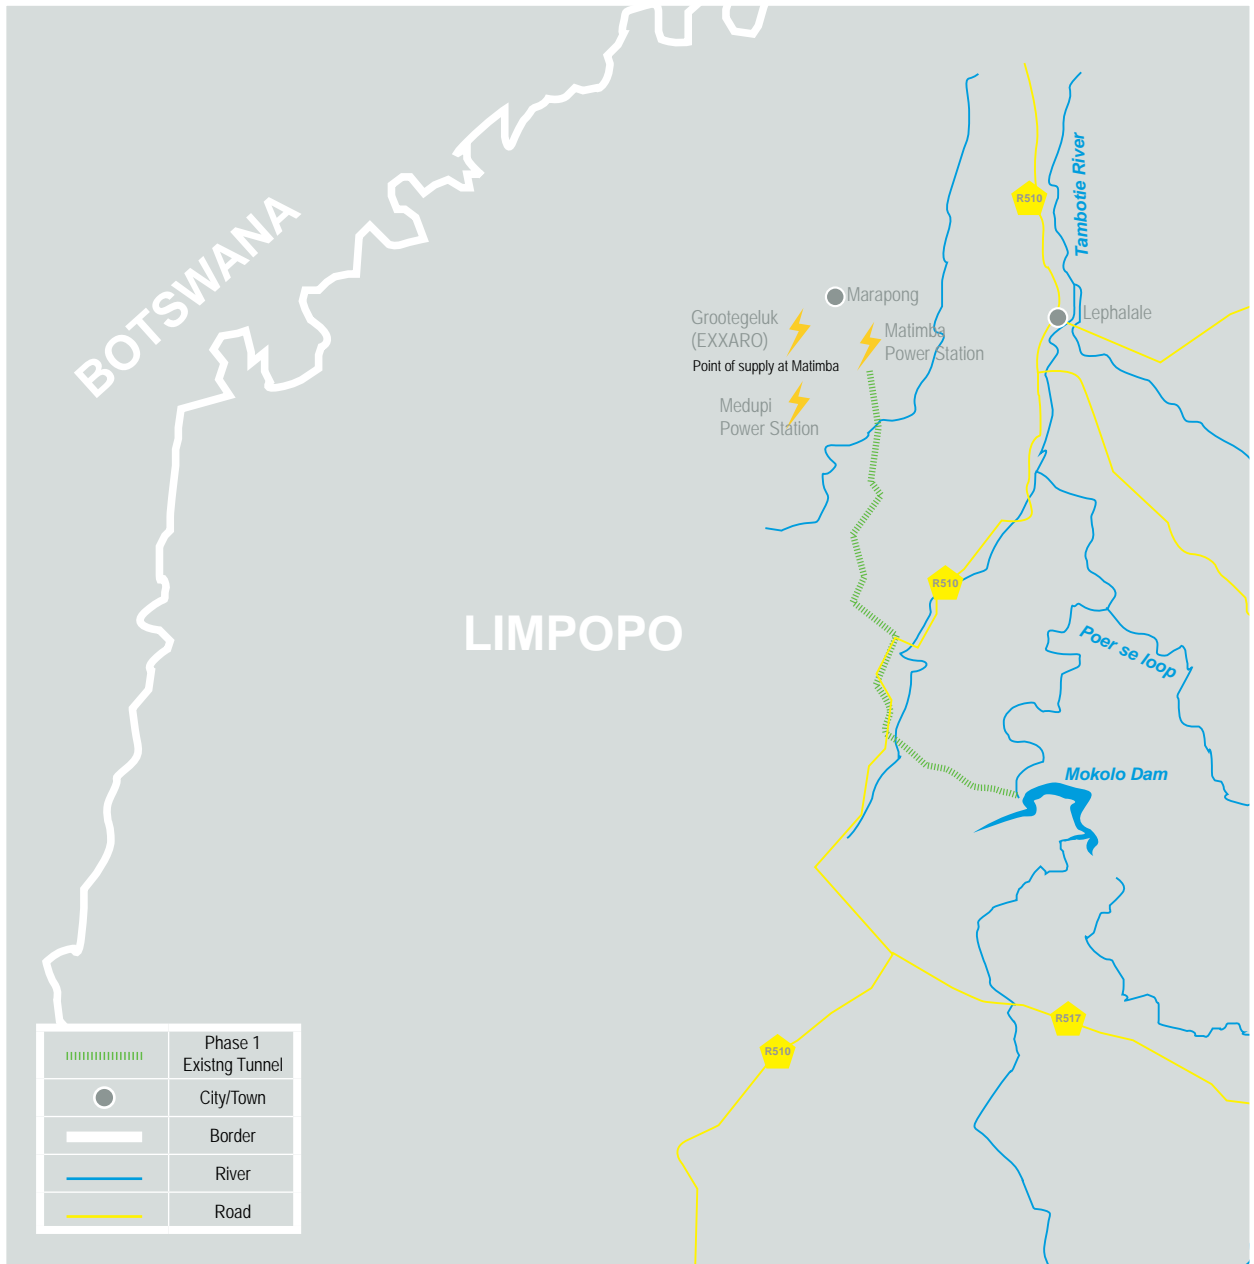 R510
Tambotie River
BOTSWANA
Marapong
Lephalale
Grootegeluk
(EXXARO)
Matimba
Power Station
Point of supply at Matimba
Medupi
Power Station
R510
LIMPOPO
Poer se loop
Mokolo Dam
R517
R510
Phase 1
Existng Tunnel
City/Town
Border
River
Road